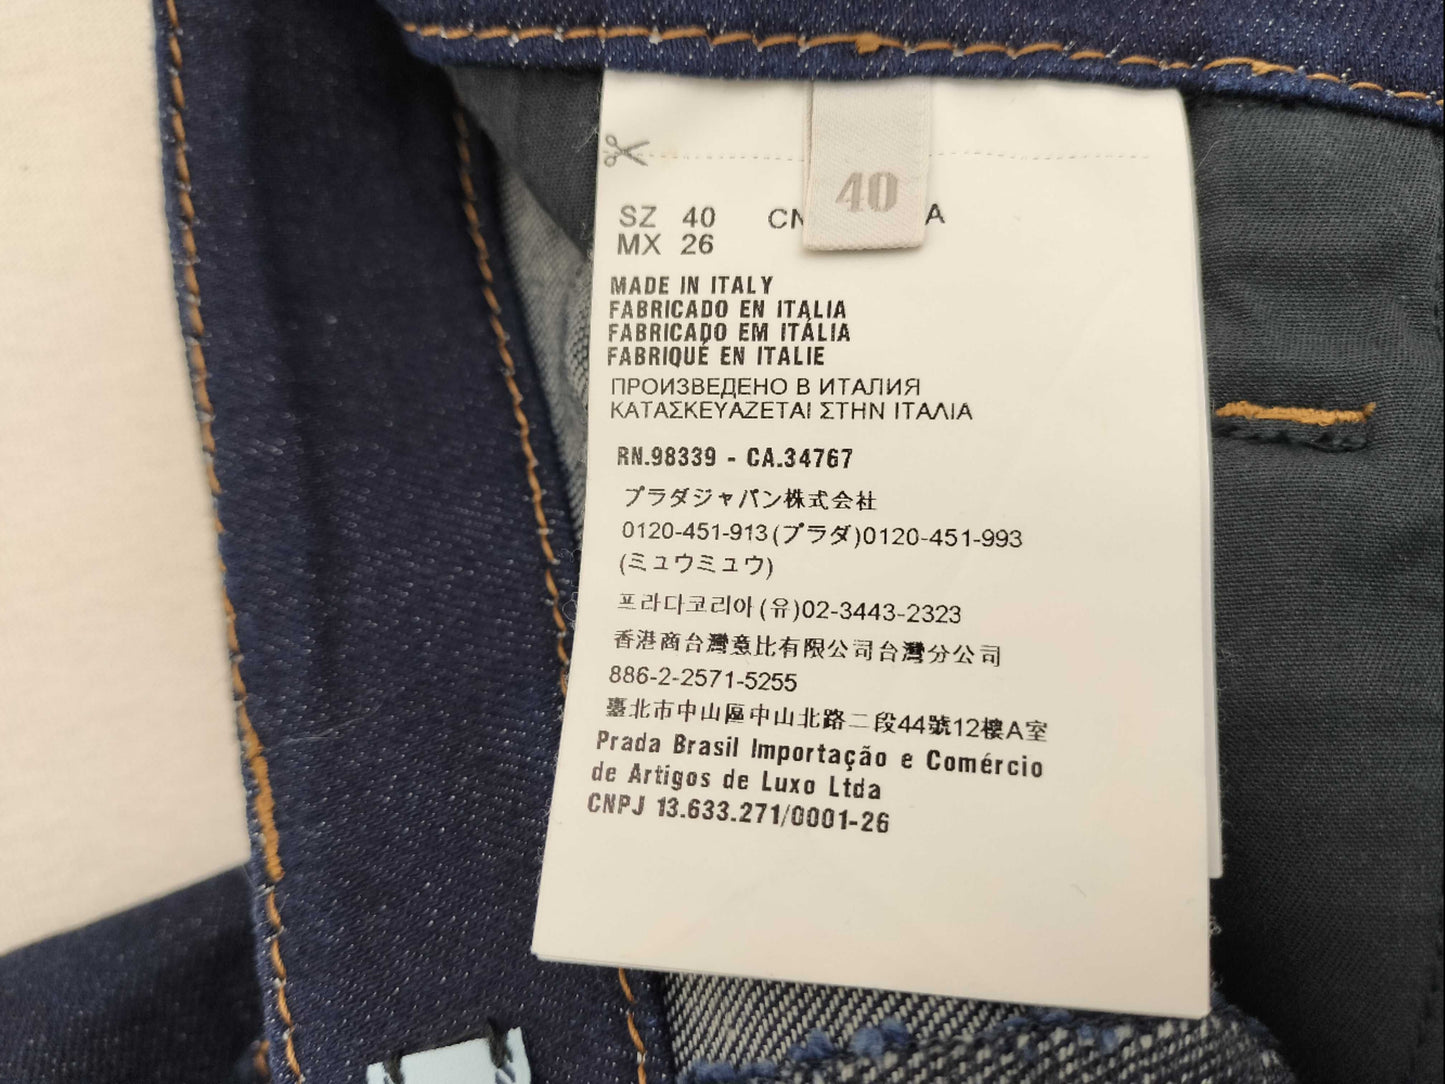 40
SZ 40 CN A
MX 26
MADE IN ITALY
FABRICADO EN ITALIA
FABRICADO EM ITÁLIA
FABRIQUÉ EN ITALIE
ПРОИЗВЕДЕНО В ИТАЛИЯ
ΚΑΤΑΣΚΕΥΑΖΕΤΑΙ ΣΤΗΝ ΙΤΑΛΙΑ
RN.98339 - CA.34767
プラダジャパン株式会社
0120-451-913(プラダ)0120-451-993
(ミュウミュウ)
프라다코리아(유)02-3443-2323
香港商台灣意比有限公司台灣分公司
886-2-2571-5255
臺北市中山區中山北路二段44號12樓A室
Prada Brasil Importação e Comércio
de Artigos de Luxo Ltda
CNPJ 13.633.271/0001-26